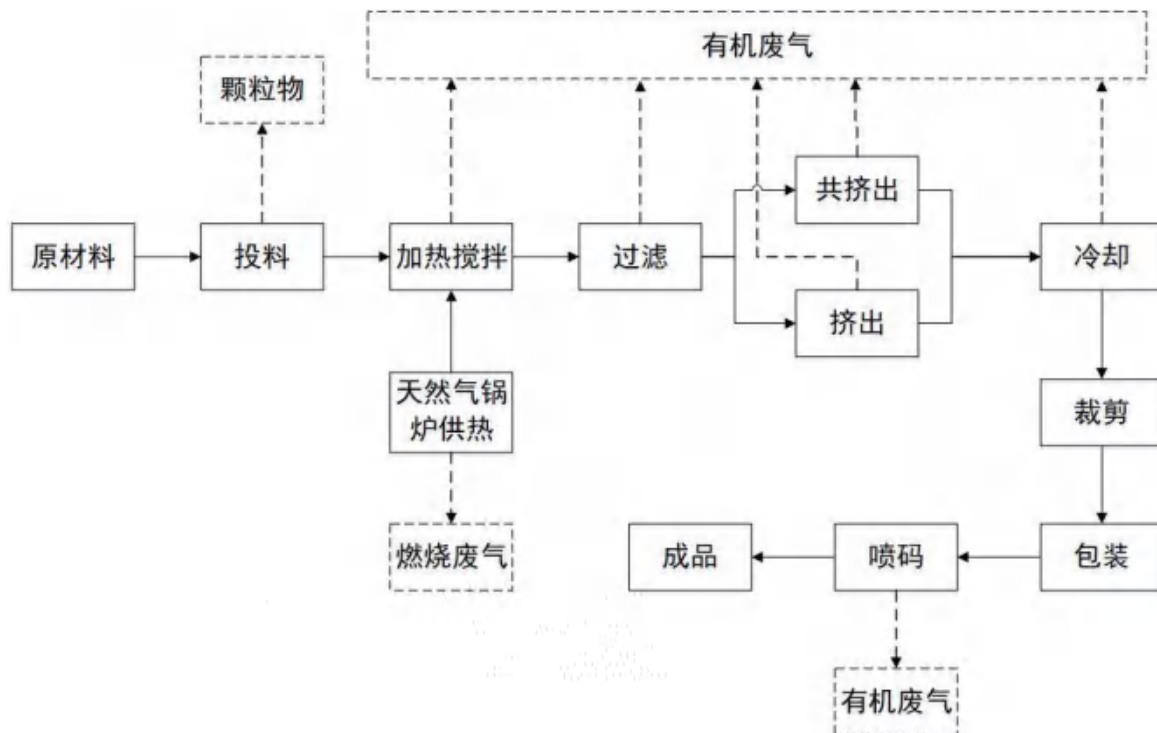 有机废气
颗粒物
共挤出
原材料
投料
加热搅拌
过滤
冷却
挤出
天然气锅
炉供热
裁剪
燃烧废气
成品
喷码
包装
有机废气